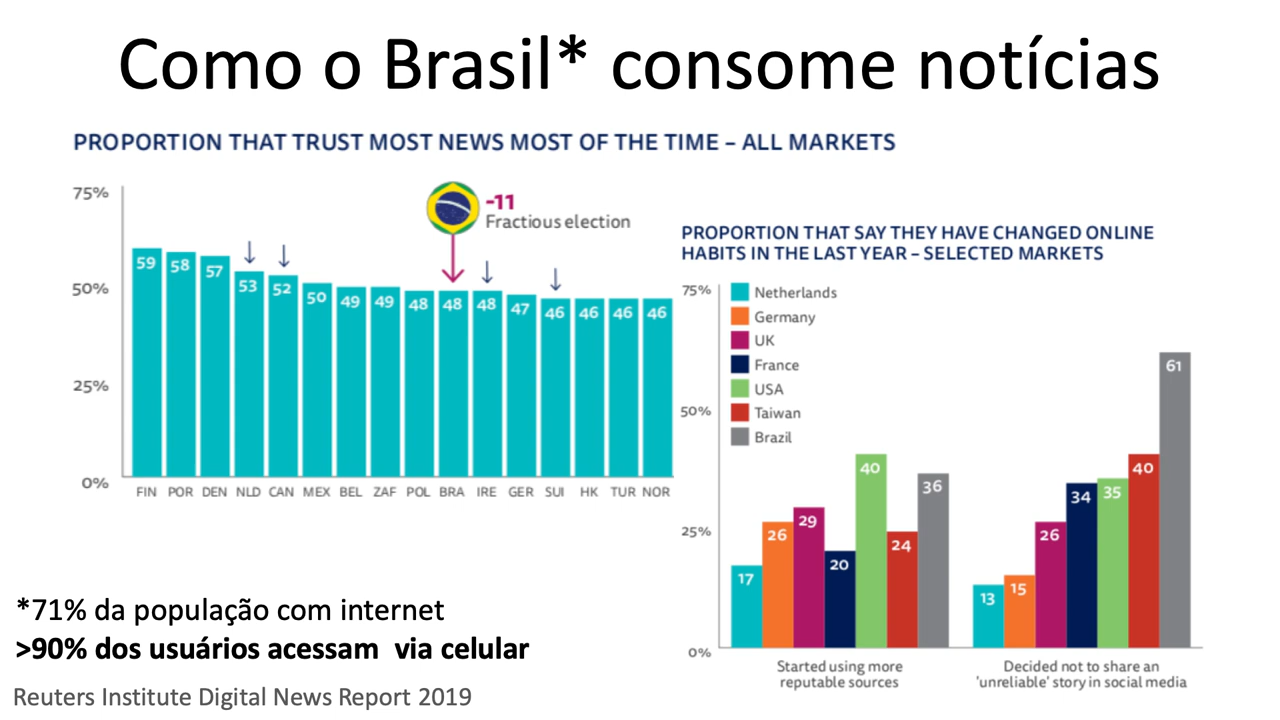 Como o Brasil* consome notícias
PROPORTION THAT TRUST MOST NEWS MOST OF THE TIME – ALL MARKETS
75%
50%
25%
0%
-11
Fractious election
59 58 57 53 52 50 49 49 48 48 48 47 46 46 46 46
FIN POR DEN NLD CAN MEX BEL ZAF POL BRA IRE GER SUI HK TUR NOR
PROPORTION THAT SAY THEY HAVE CHANGED ONLINE
HABITS IN THE LAST YEAR – SELECTED MARKETS
75%
50%
25%
0%
Netherlands
Germany
UK
France
USA
Taiwan
Brazil
17 26 29 20 40 24 36
13 15 26 34 35 40 61
Started using more
reputable sources
Decided not to share an
'unreliable' story in social media
*71% da população com internet
>90% dos usuários acessam via celular
Reuters Institute Digital News Report 2019